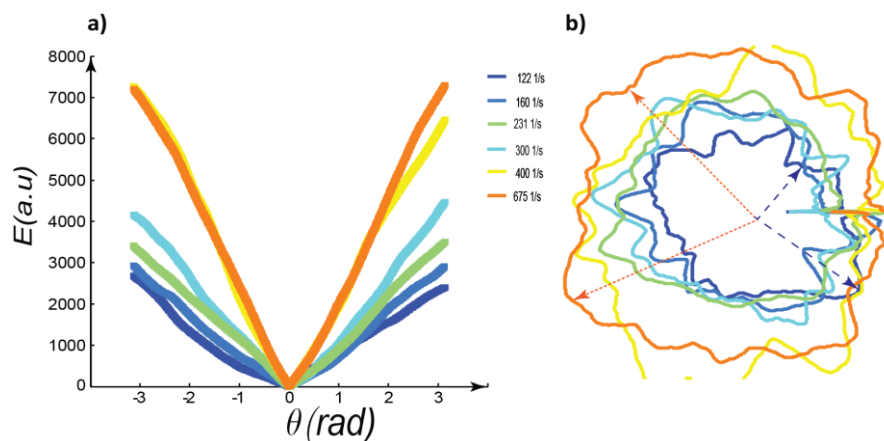 a)
8000
7000
6000
5000
4000
3000
2000
1000
0
E(a.u)
-3 -2 -1 0 1 2 3
θ(rad)
122 1/s
160 1/s
231 1/s
300 1/s
400 1/s
675 1/s
b)